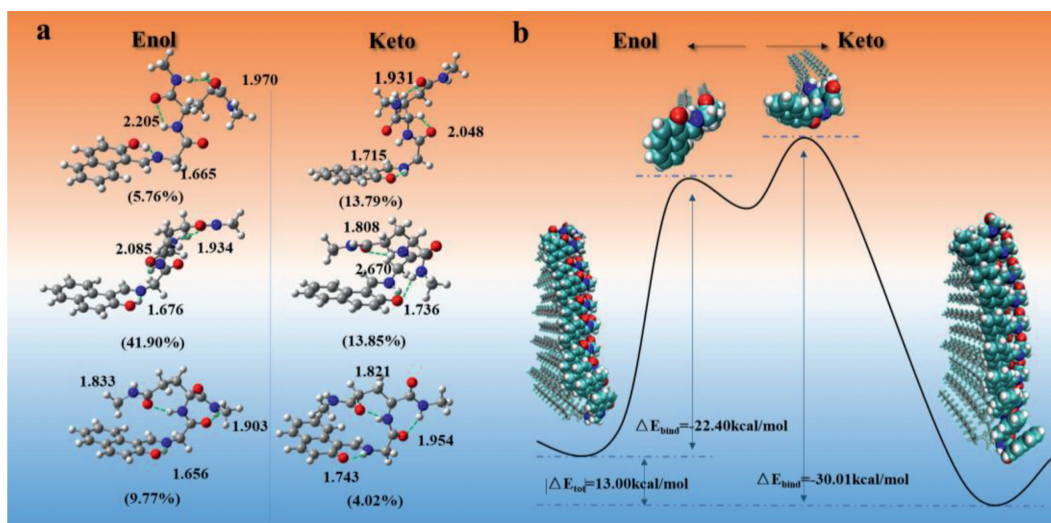 a
Enol
Keto
1.970
2.205
1.665
(5.76%)
1.931
2.048
1.715
(13.79%)
2.085
1.934
1.676
(41.90%)
1.808
2.670
1.736
(13.85%)
1.833
1.903
1.656
(9.77%)
1.821
1.954
1.743
(4.02%)
b
Enol
Keto
△E_bind=-22.40kcal/mol
|△E_tot|=13.00kcal/mol
△E_bind=-30.01kcal/mol